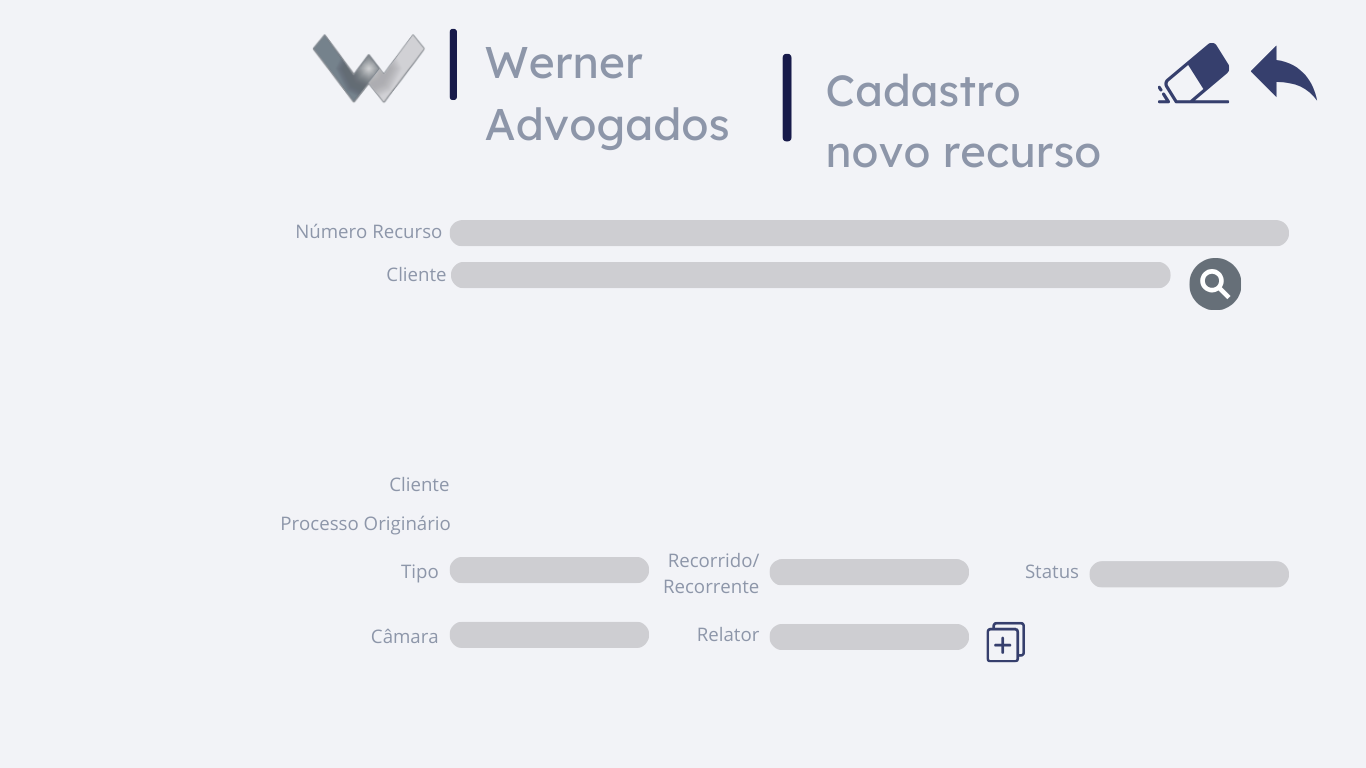 Werner
Advogados
Cadastro
novo recurso
Número Recurso
Cliente
Cliente
Processo Originário
Tipo
Recorrido/
Recorrente
Status
Câmara
Relator